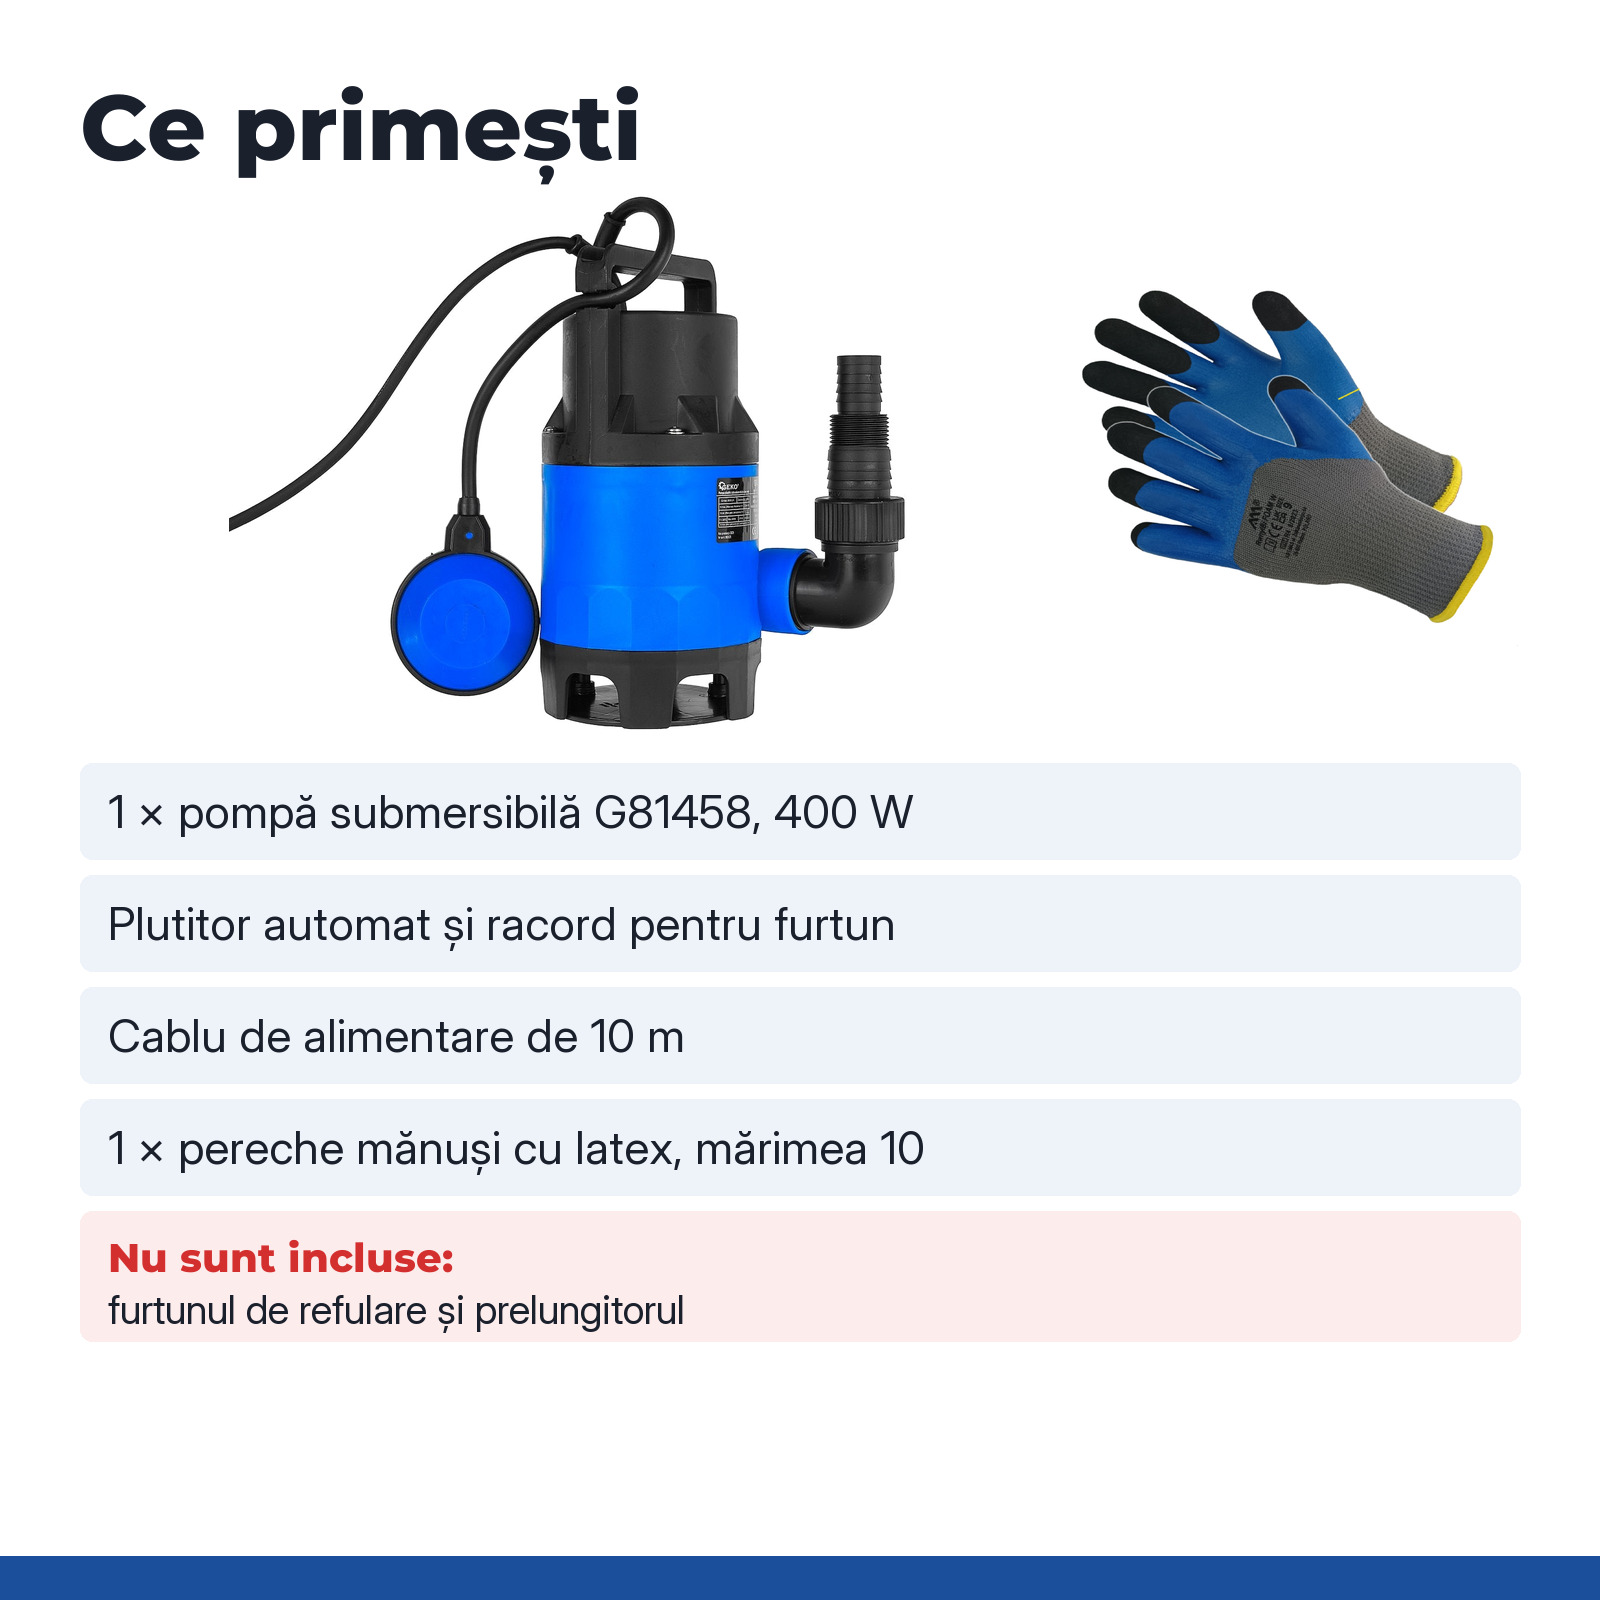 Ce primești
GEKO
1 × pompă submersibilă G81458, 400 W
Plutitor automat și racord pentru furtun
Cablu de alimentare de 10 m
1 × pereche mănuși cu latex, mărimea 10
Nu sunt incluse:
furtunul de refulare și prelungitorul